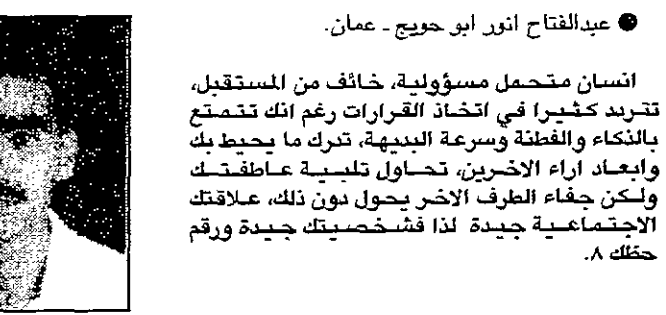 ● عبدالفتاح انور ابو حويج ـ عمان.
انسان متحمل مسؤولية، خائف من المستقبل،
تتردد كثيرا في اتخاذ القرارات رغم انك تتمتع
بالذكاء والفطنة وسرعة البديهة، تدرك ما يحيط بك
وابعاد اراء الاخرين، تحاول تلبية عاطفتك
ولكن جفاء الطرف الاخر يحول دون ذلك، علاقتك
الاجتماعية جيدة لذا فشخصيتك جيدة ورقم
حظك ٨.